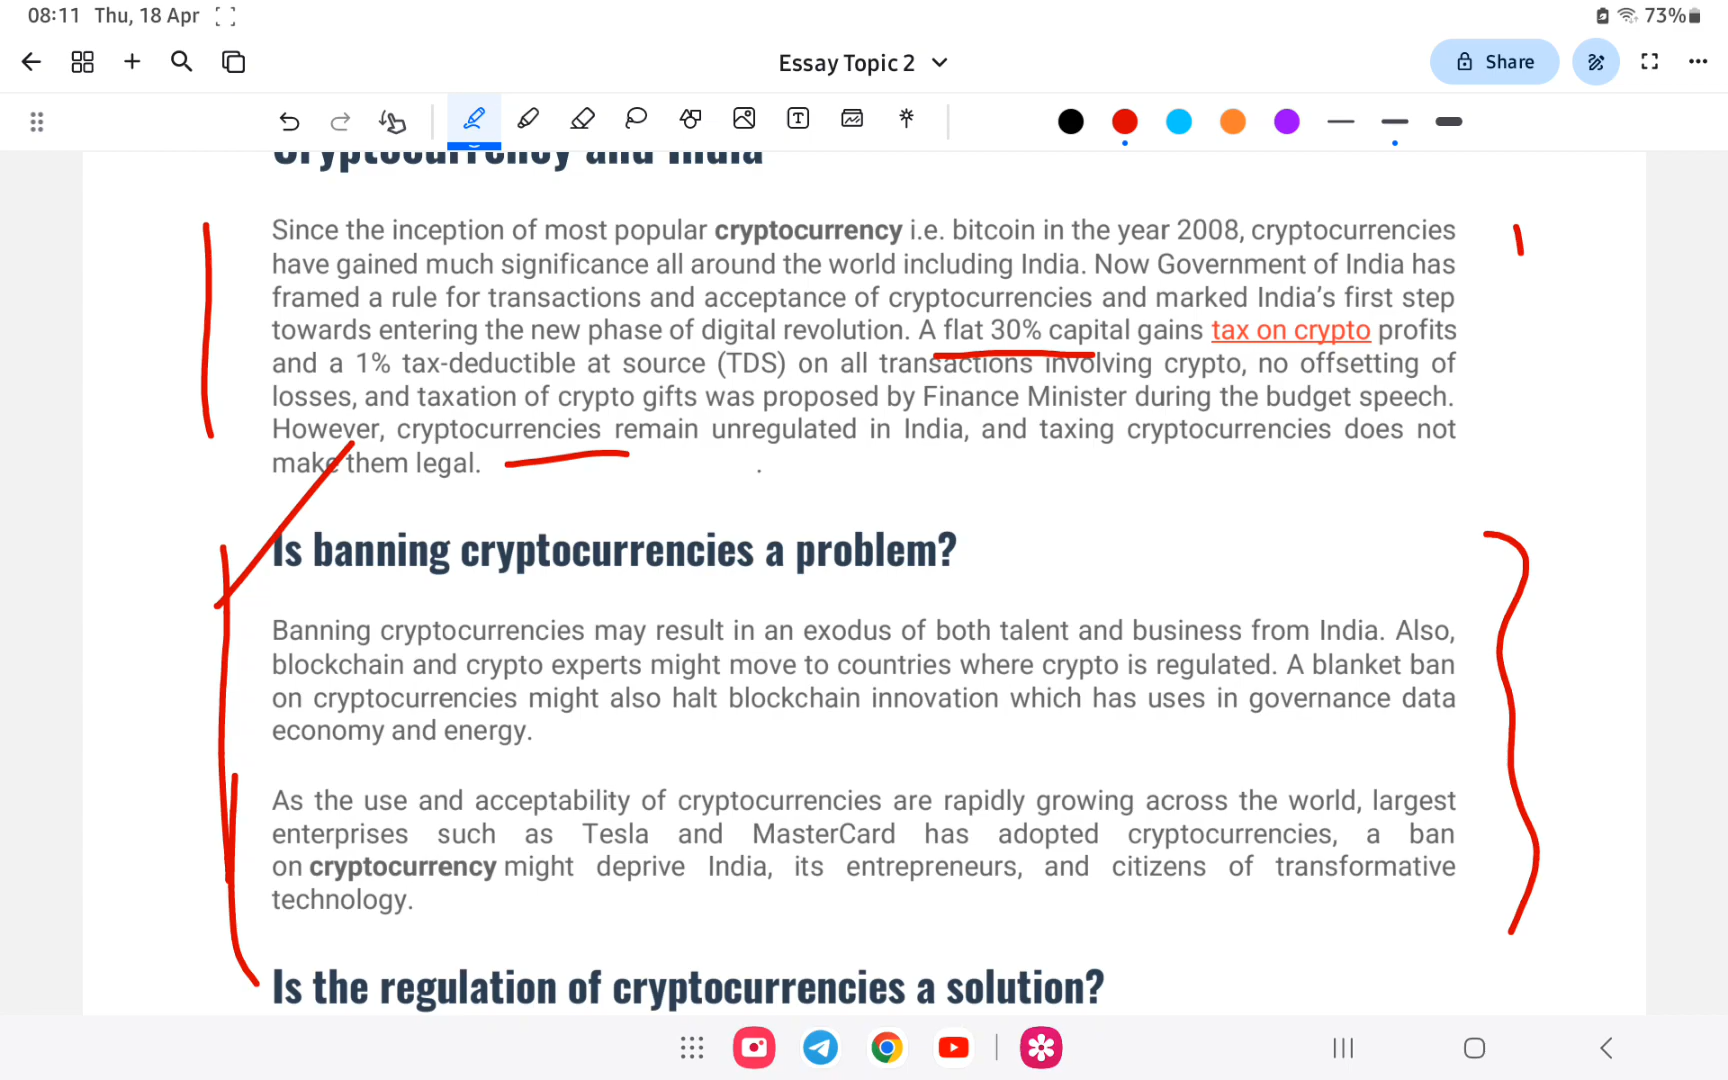 08:11 Thu, 18 Apr
73%
Essay Topic 2
Share
Cryptocurrency and India
Since the inception of most popular cryptocurrency i.e. bitcoin in the year 2008, cryptocurrencies
have gained much significance all around the world including India. Now Government of India has
framed a rule for transactions and acceptance of cryptocurrencies and marked India's first step
towards entering the new phase of digital revolution. A flat 30% capital gains tax on crypto profits
and a 1% tax-deductible at source (TDS) on all transactions involving crypto, no offsetting of
losses, and taxation of crypto gifts was proposed by Finance Minister during the budget speech.
However, cryptocurrencies remain unregulated in India, and taxing cryptocurrencies does not
make them legal.
Is banning cryptocurrencies a problem?
Banning cryptocurrencies may result in an exodus of both talent and business from India. Also,
blockchain and crypto experts might move to countries where crypto is regulated. A blanket ban
on cryptocurrencies might also halt blockchain innovation which has uses in governance data
economy and energy.
As the use and acceptability of cryptocurrencies are rapidly growing across the world, largest
enterprises such as Tesla and MasterCard has adopted cryptocurrencies, a ban
on cryptocurrency might deprive India, its entrepreneurs, and citizens of transformative
technology.
Is the regulation of cryptocurrencies a solution?